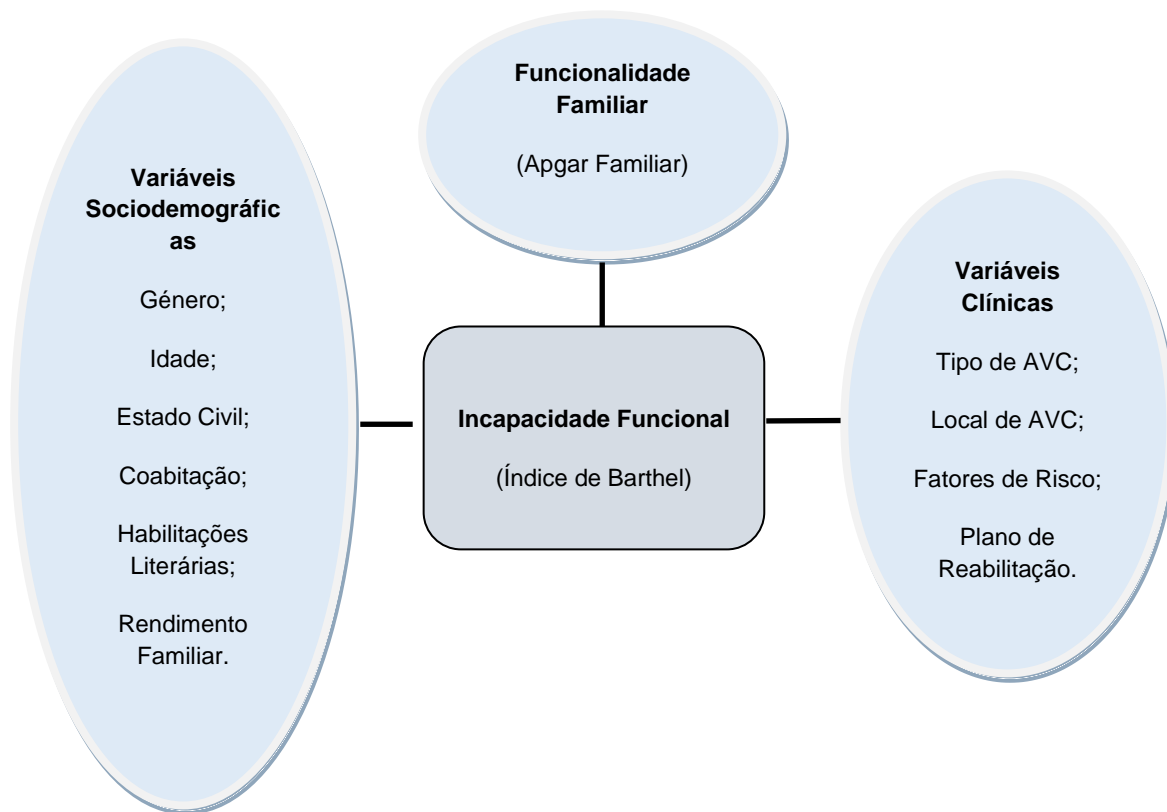 Variáveis
Sociodemográfic
as
Género;
Idade;
Estado Civil;
Coabitação;
Habilitações
Literárias;
Rendimento
Familiar.
Funcionalidade
Familiar
(Apgar Familiar)
Incapacidade Funcional
(Índice de Barthel)
Variáveis
Clínicas
Tipo de AVC;
Local de AVC;
Fatores de Risco;
Plano de
Reabilitação.